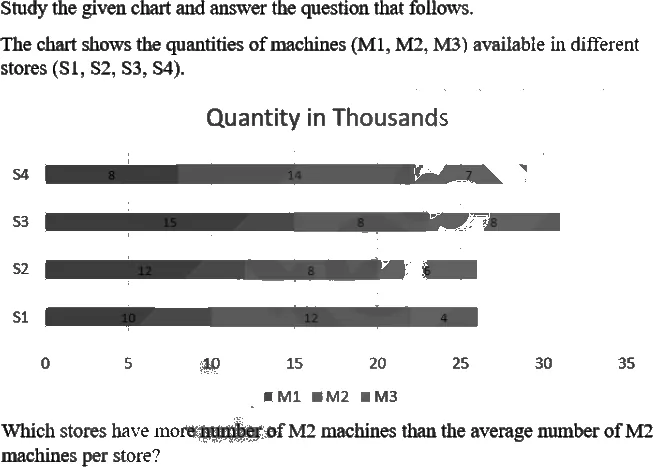 Study the given chart and answer the question that follows.
The chart shows the quantities of machines (M1, M2, M3) available in different
stores (S1, S2, S3, S4).
Quantity in Thousands
S4 8 14 7
S3 15 8 8
S2 12 8 6
S1 10 12 4
0 5 10 15 20 25 30 35
M1 M2 M3
Which stores have more number of M2 machines than the average number of M2
machines per store?